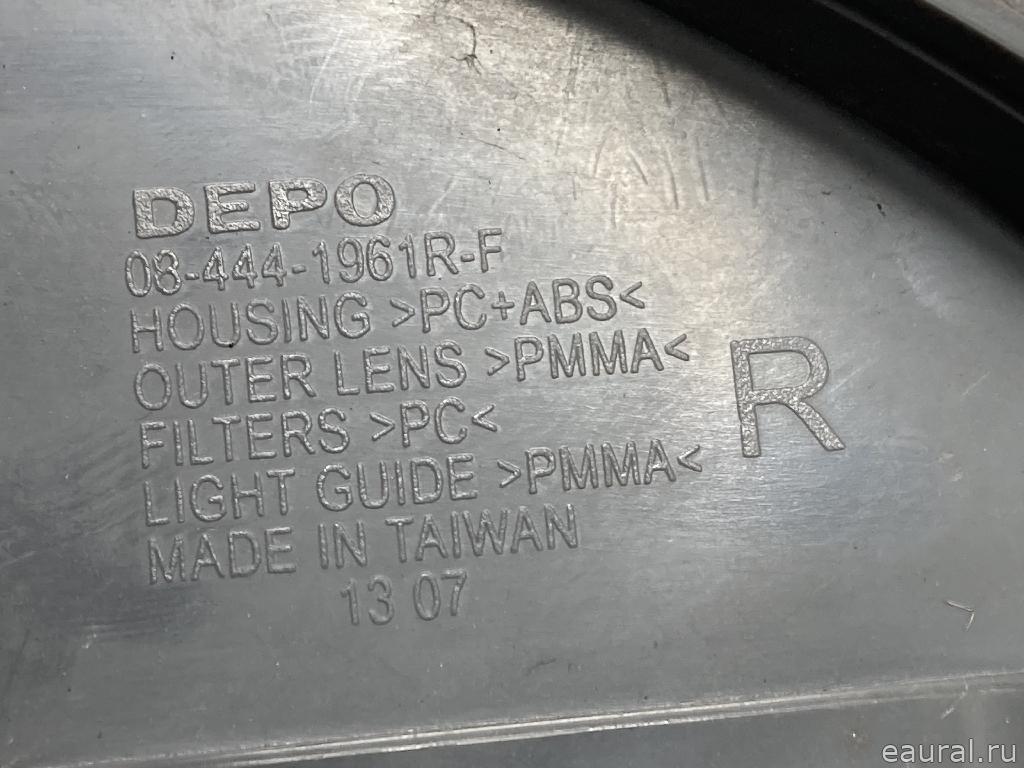 DEPO
08-444-1961R-F
HOUSING >PC+ABS<
OUTER LENS >PMMA<
FILTERS >PC<
LIGHT GUIDE >PMMA<
MADE IN TAIWAN
13 07
R
eaural.ru